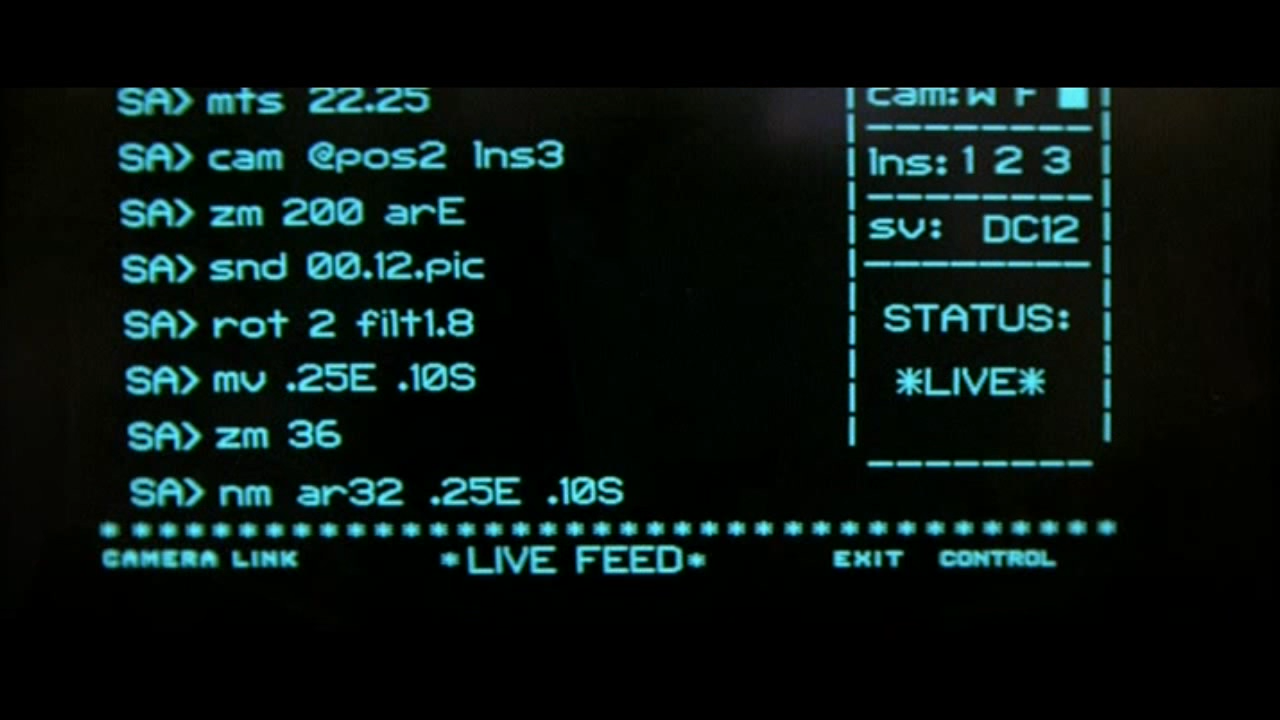 SA> mts 22.25
SA> cam @pos2 lns3
SA> zm 200 arE
SA> snd 00.12.pic
SA> rot 2 filt1.8
SA> mv .25E .10S
SA> zm 36
SA> nm ar32 .25E .10S
cam: W F
lns: 1 2 3
sv: DC12
STATUS:
*LIVE*
CAMERA LINK *LIVE FEED* EXIT CONTROL